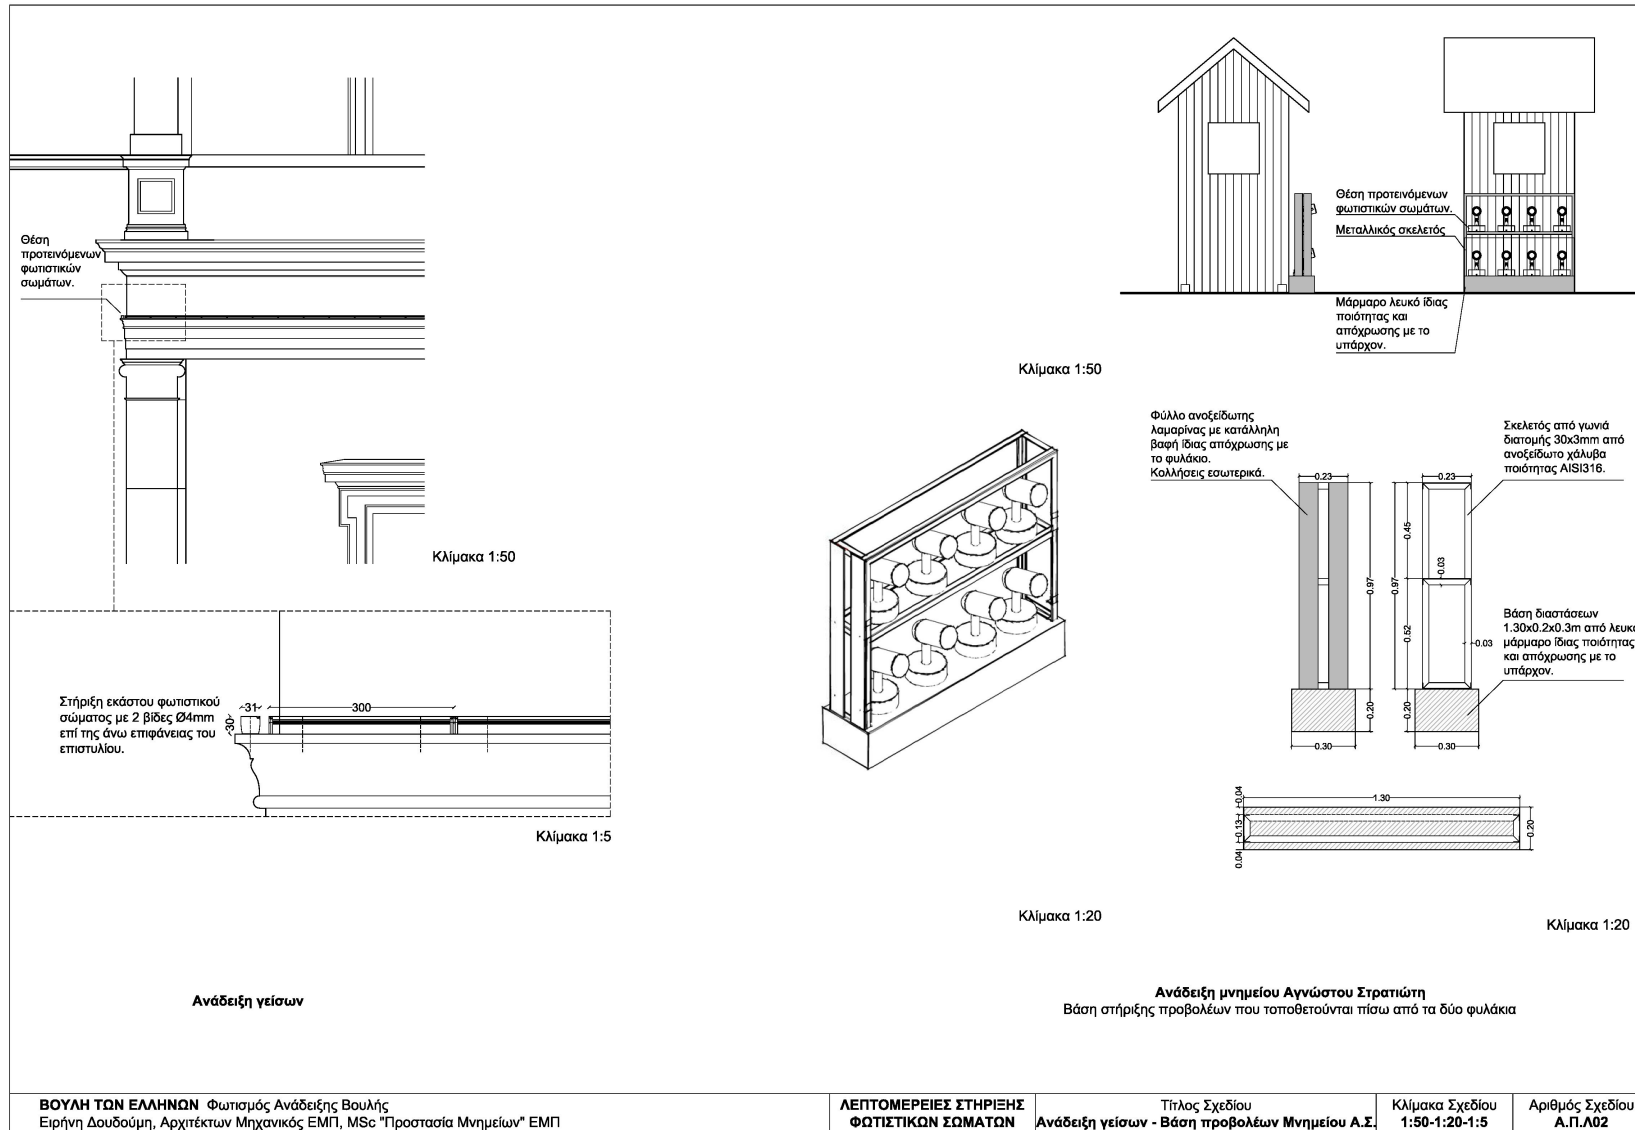 Θέση
προτεινόμενων
φωτιστικών
σωμάτων.
Κλίμακα 1:50
Στήριξη εκάστου φωτιστικού
σώματος με 2 βίδες Ø4mm
επί της άνω επιφάνειας του
επιστυλίου.
31
300
30
Κλίμακα 1:5
Ανάδειξη γείσων
Θέση προτεινόμενων
φωτιστικών σωμάτων.
Μεταλλικός σκελετός
Μάρμαρο λευκό ίδιας
ποιότητας και
απόχρωσης με το
υπάρχον.
Κλίμακα 1:50
Φύλλο ανοξείδωτης
λαμαρίνας με κατάλληλη
βαφή ίδιας απόχρωσης με
το φυλάκιο.
Κολλήσεις εσωτερικά.
Σκελετός από γωνιά
διατομής 30x3mm από
ανοξείδωτο χάλυβα
ποιότητας AISI316.
0.23
0.97
0.20
0.30
0.23
0.45
0.03
0.97
0.52
0.03
0.20
0.30
Βάση διαστάσεων
1.30x0.2x0.3m από λευκό
μάρμαρο ίδιας ποιότητας
και απόχρωσης με το
υπάρχον.
0.04
1.30
0.13
0.20
0.04
Κλίμακα 1:20
Κλίμακα 1:20
Ανάδειξη μνημείου Αγνώστου Στρατιώτη
Βάση στήριξης προβολέων που τοποθετούνται πίσω από τα δύο φυλάκια
ΒΟΥΛΗ ΤΩΝ ΕΛΛΗΝΩΝ Φωτισμός Ανάδειξης Βουλής
Ειρήνη Δουδούμη, Αρχιτέκτων Μηχανικός ΕΜΠ, MSc "Προστασία Μνημείων" ΕΜΠ
ΛΕΠΤΟΜΕΡΕΙΕΣ ΣΤΗΡΙΞΗΣ
ΦΩΤΙΣΤΙΚΩΝ ΣΩΜΑΤΩΝ
Τίτλος Σχεδίου
Ανάδειξη γείσων - Βάση προβολέων Μνημείου Α.Σ.
Κλίμακα Σχεδίου
1:50-1:20-1:5
Αριθμός Σχεδίου
Α.Π.Λ02